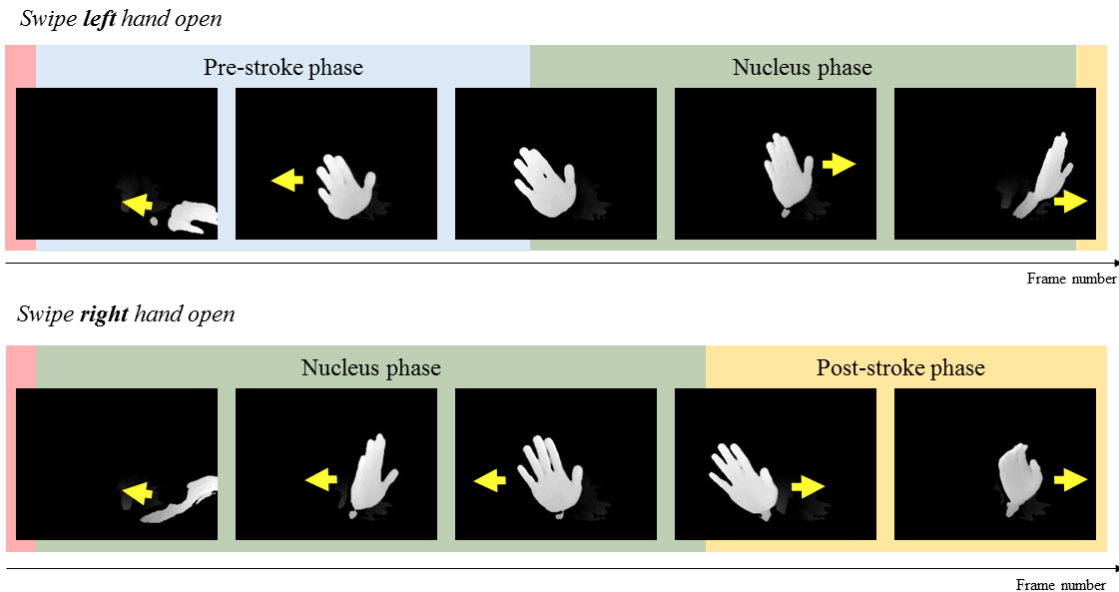 Swipe left hand open
Pre-stroke phase
Nucleus phase
Frame number
Swipe right hand open
Nucleus phase
Post-stroke phase
Frame number